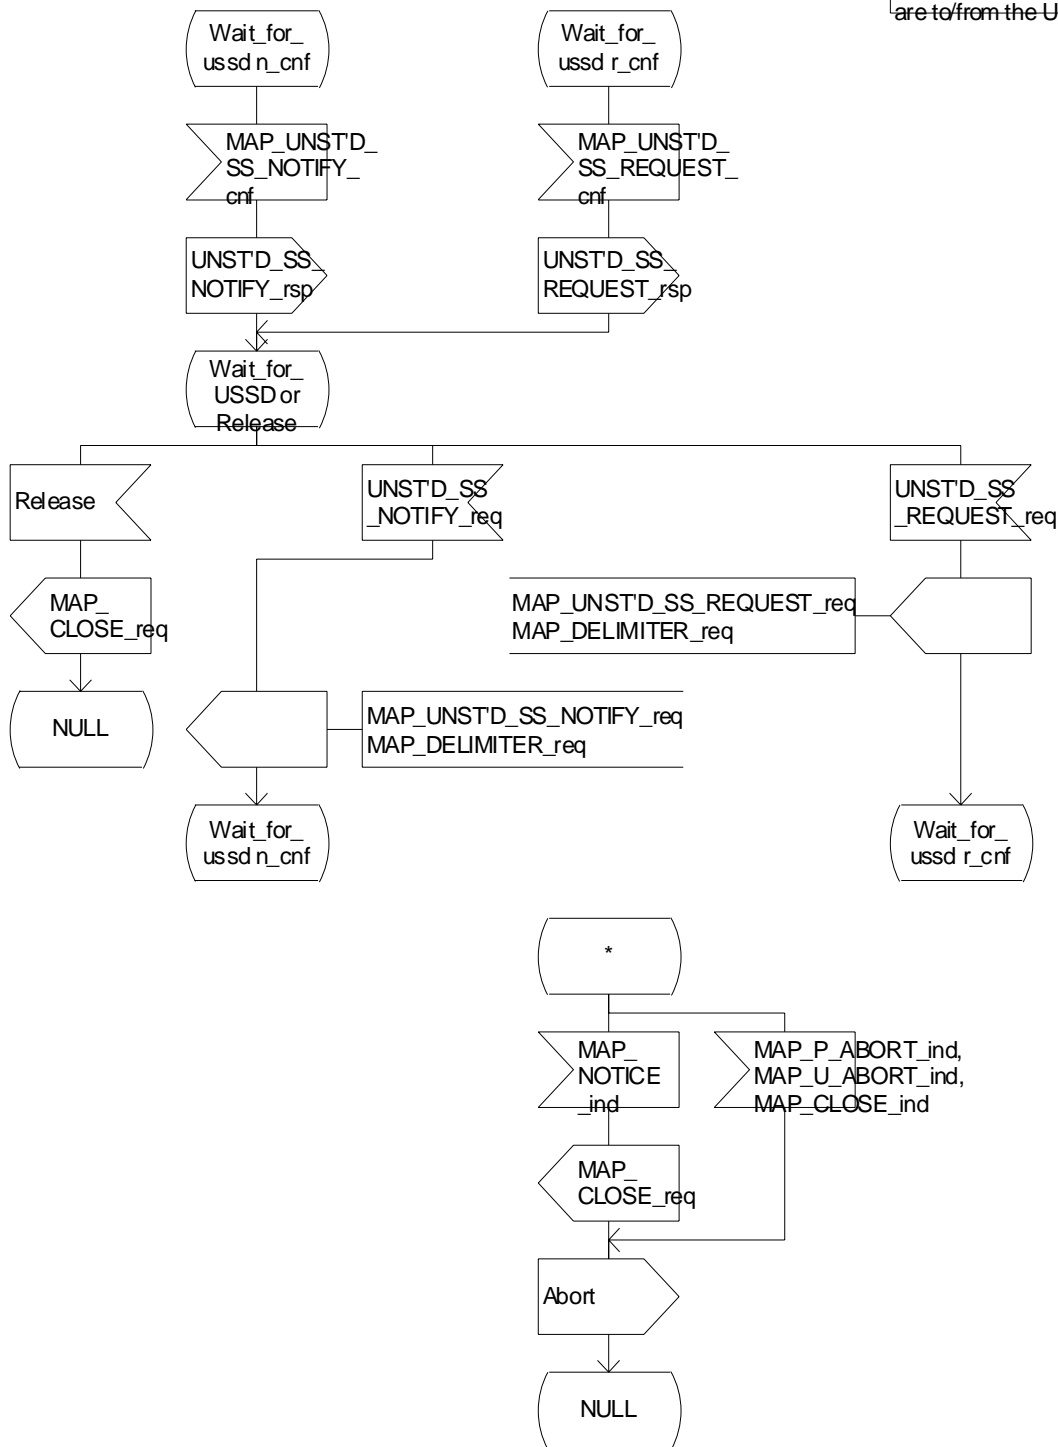 are to/from the U
Wait_for_
ussd n_cnf
Wait_for_
ussd r_cnf
MAP_UNST'D_
SS_NOTIFY_
cnf
MAP_UNST'D_
SS_REQUEST_
cnf
UNST'D_SS_
NOTIFY_rsp
UNST'D_SS_
REQUEST_rsp
Wait_for_
USSD or
Release
Release
UNST'D_SS
_NOTIFY_req
UNST'D_SS
_REQUEST_req
MAP_
CLOSE_req
MAP_UNST'D_SS_REQUEST_req
MAP_DELIMITER_req
NULL
MAP_UNST'D_SS_NOTIFY_req
MAP_DELIMITER_req
Wait_for_
ussd n_cnf
Wait_for_
ussd r_cnf
*
MAP_
NOTICE
_ind
MAP_P_ABORT_ind,
MAP_U_ABORT_ind,
MAP_CLOSE_ind
MAP_
CLOSE_req
Abort
NULL